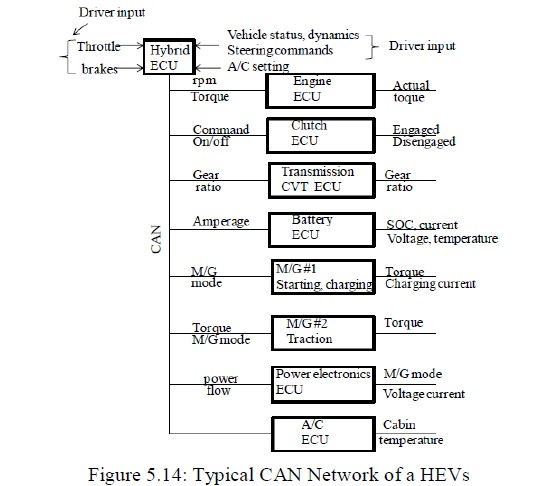 Driver input
Throttle
brakes
Hybrid
ECU
Vehicle status, dynamics
Steering commands
A/C setting
Driver input
rpm
Torque
Engine
ECU
Actual
toque
Command
On/off
Clutch
ECU
Engaged
Disengaged
Gear
ratio
Transmission
CVT ECU
Gear
ratio
Amperage
Battery
ECU
SOC, current
Voltage, temperature
CAN
M/G
mode
M/G#1
Starting, charging
Torque
Charging current
Torque
M/G mode
M/G#2
Traction
Torque
power
flow
Power electronics
ECU
M/G mode
Voltage current
A/C
ECU
Cabin
temperature
Figure 5.14: Typical CAN Network of a HEVs